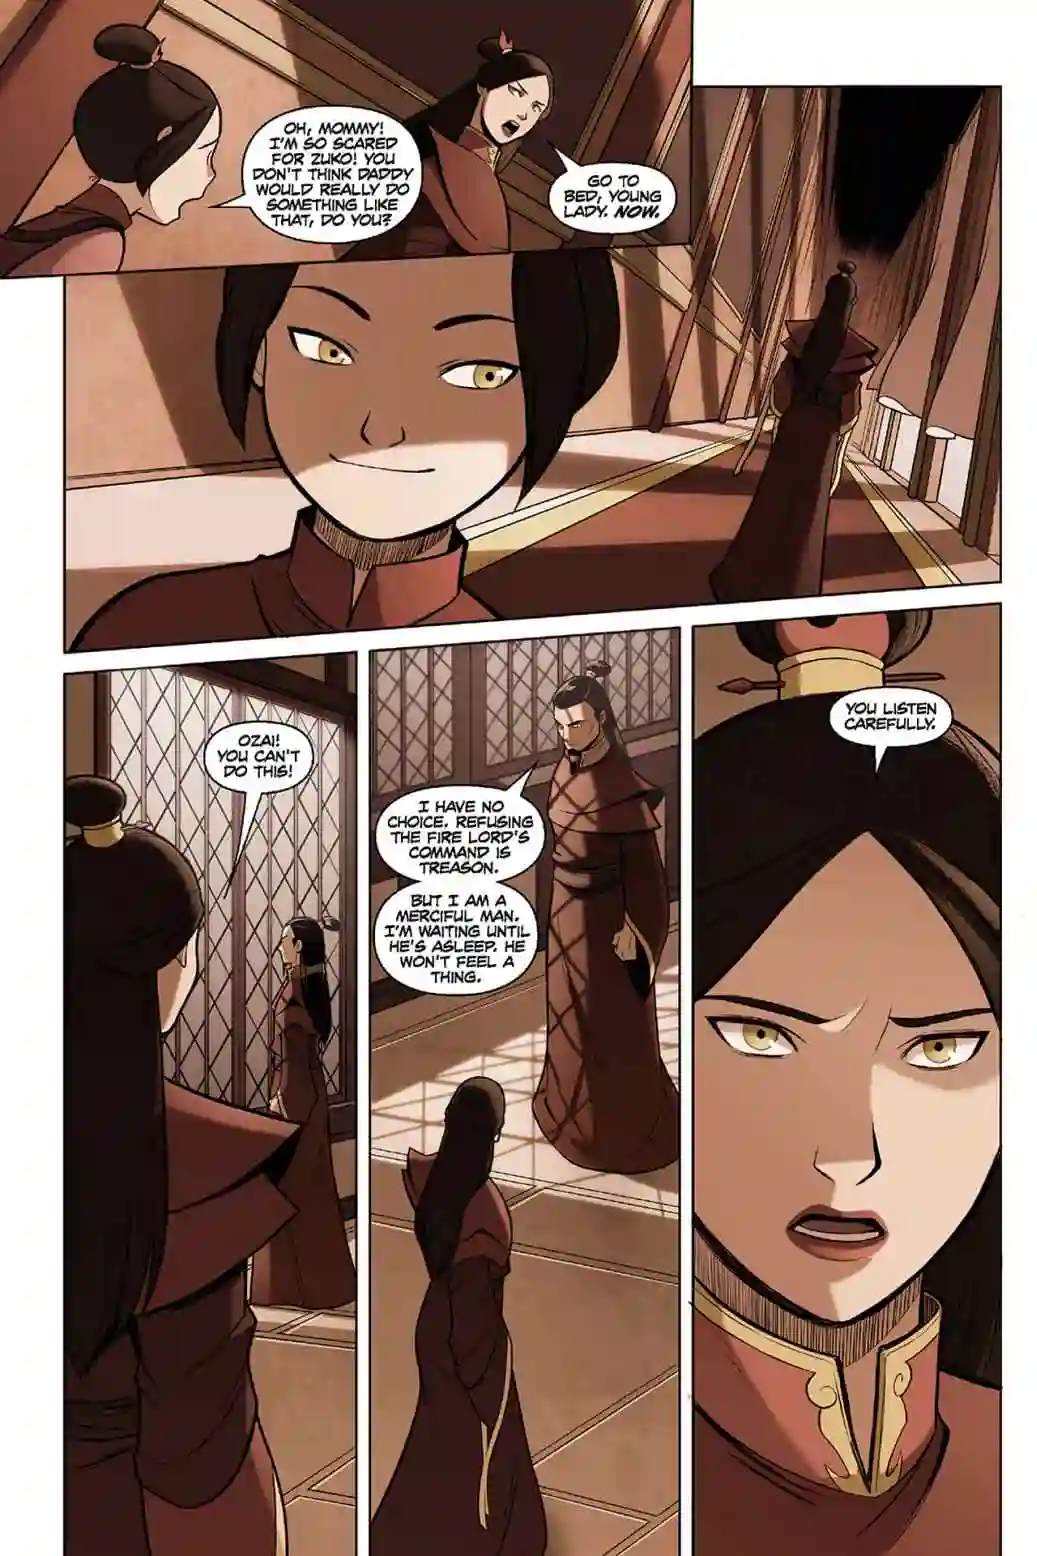 OH, MOMMY!
I'M SO SCARED
FOR ZUKO! YOU
DON'T THINK DADDY
WOULD REALLY DO
SOMETHING LIKE
THAT, DO YOU?
GO TO
BED, YOUNG
LADY. NOW.
OZAI!
YOU CAN'T
DO THIS!
I HAVE NO
CHOICE. REFUSING
THE FIRE LORD'S
COMMAND IS
TREASON.
BUT I AM A
MERCIFUL MAN.
I'M WAITING UNTIL
HE'S ASLEEP. HE
WON'T FEEL A
THING.
YOU LISTEN
CAREFULLY.